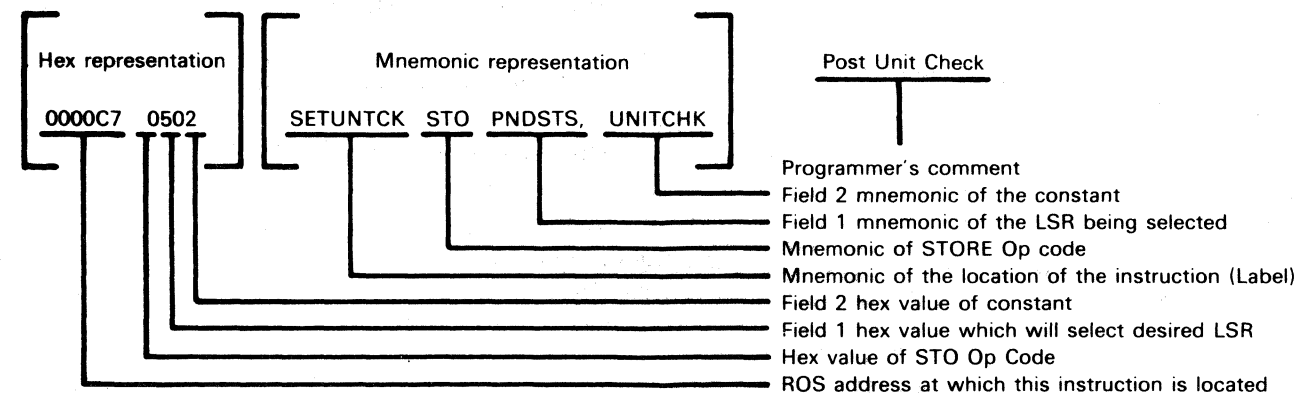 Hex representation
Mnemonic representation
Post Unit Check
0000C7 0502
SETUNTCK STO PNDSTS, UNITCHK
Programmer's comment
Field 2 mnemonic of the constant
Field 1 mnemonic of the LSR being selected
Mnemonic of STORE Op code
Mnemonic of the location of the instruction (Label)
Field 2 hex value of constant
Field 1 hex value which will select desired LSR
Hex value of STO Op Code
ROS address at which this instruction is located